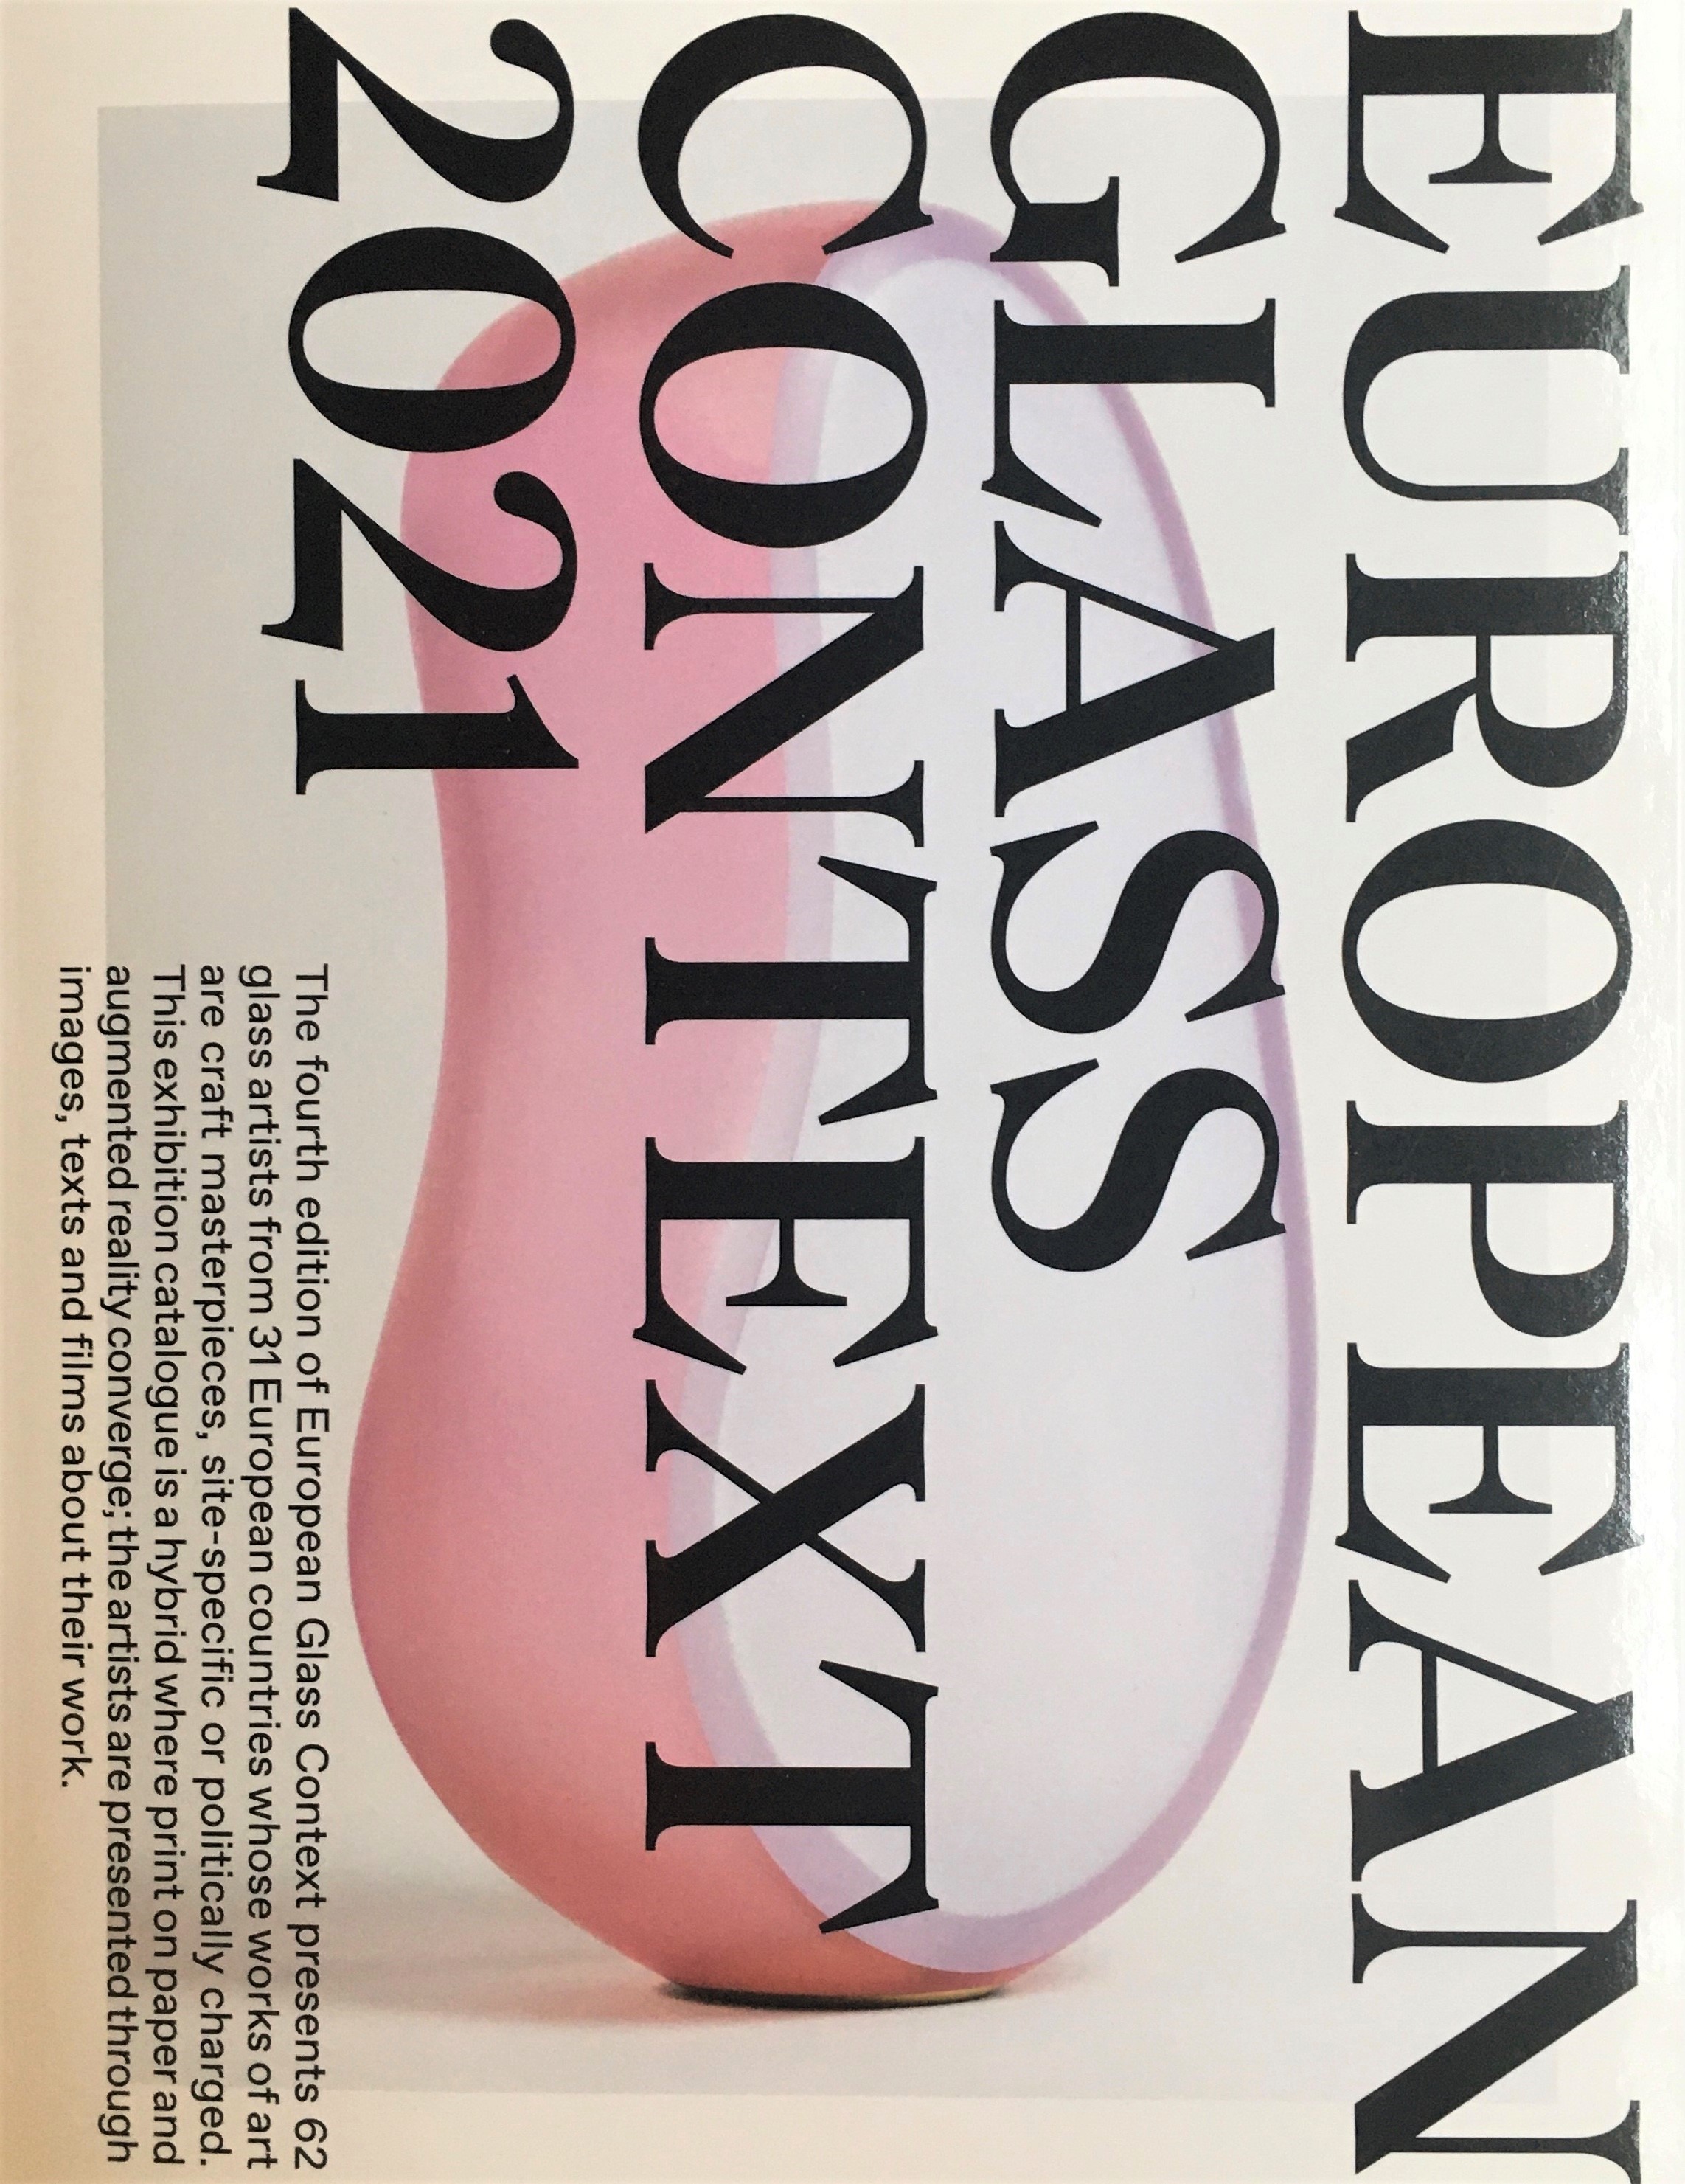 EUROPEAN
GLASS
CONTEXT
2021
The fourth edition of European Glass Context presents 62
glass artists from 31 European countries whose works of art
are craft masterpieces, site-specific or politically charged.
This exhibition catalogue is a hybrid where print on paper and
augmented reality converge; the artists are presented through
images, texts and films about their work.